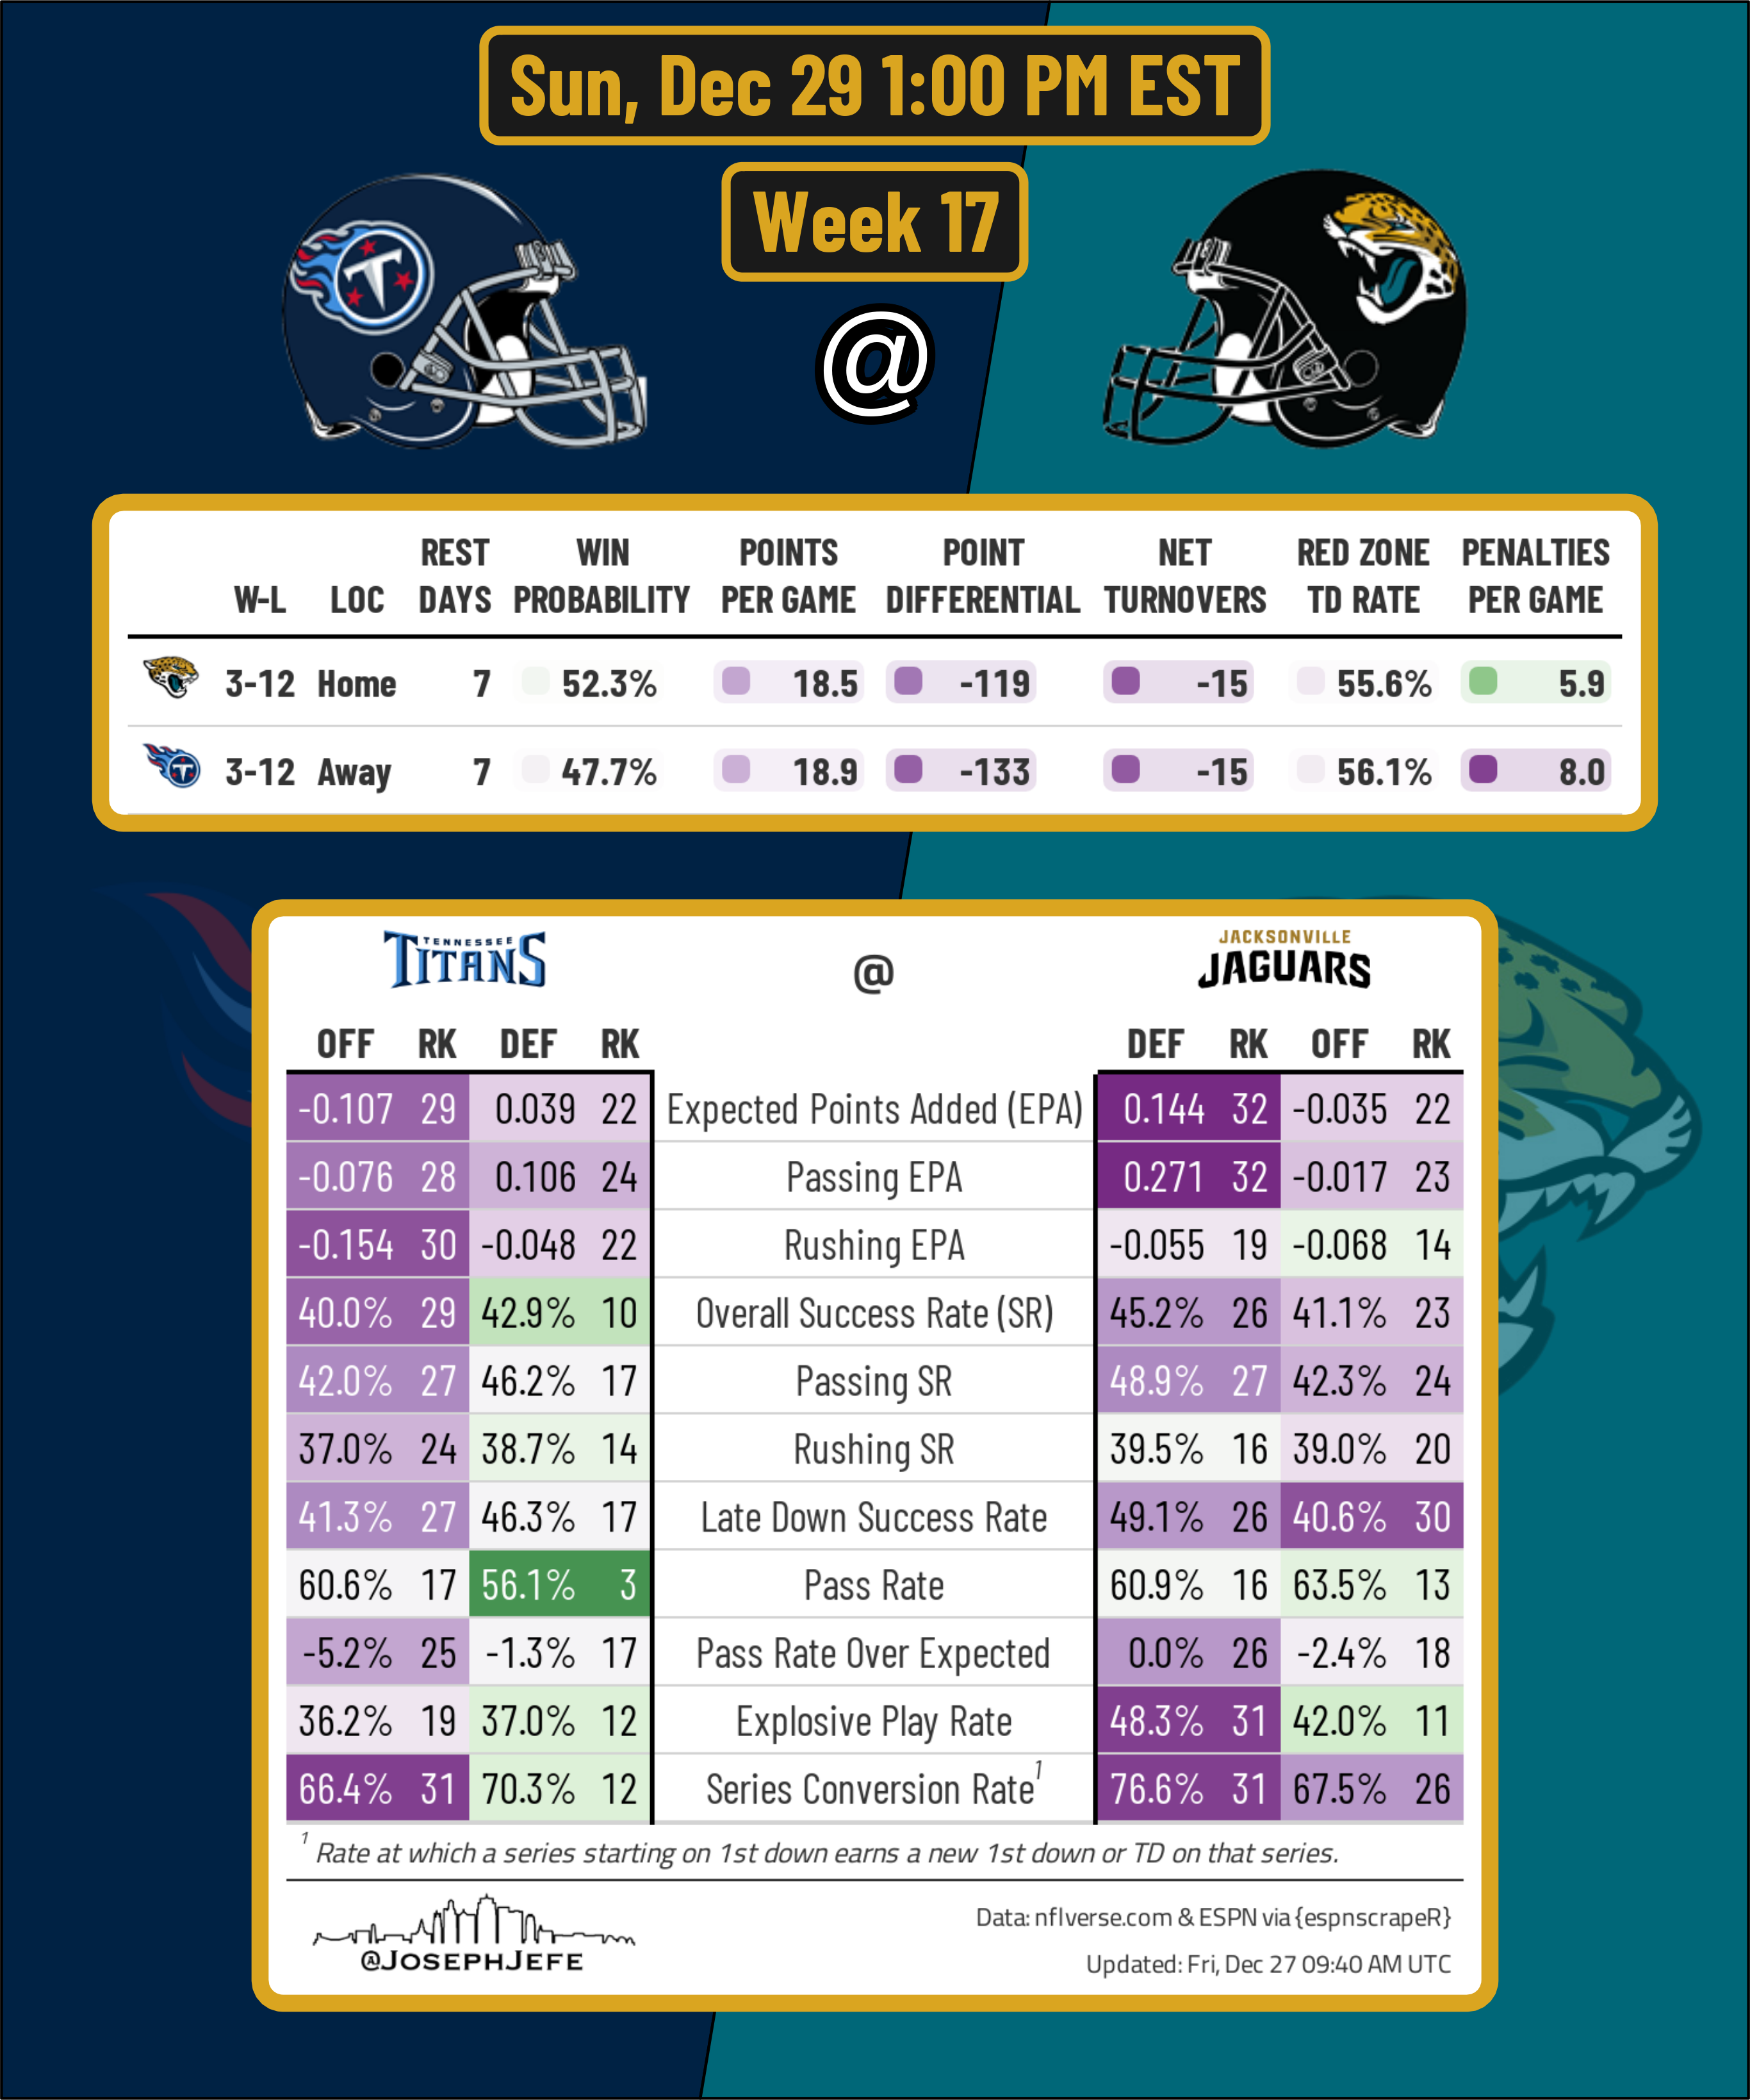 Sun, Dec 29 1:00 PM EST
Week 17
T
@
W-L LOC REST DAYS WIN PROBABILITY POINTS PER GAME POINT DIFFERENTIAL NET TURNOVERS RED ZONE TD RATE PENALTIES PER GAME
3-12 Home 7 52.3% 18.5 -119 -15 55.6% 5.9
T 3-12 Away 7 47.7% 18.9 -133 -15 56.1% 8.0
TENNESSEE
TITANS
@
JACKSONVILLE
JAGUARS
OFF RK DEF RK DEF RK OFF RK
-0.107 29 0.039 22 Expected Points Added (EPA) 0.144 32 -0.035 22
-0.076 28 0.106 24 Passing EPA 0.271 32 -0.017 23
-0.154 30 -0.048 22 Rushing EPA -0.055 19 -0.068 14
40.0% 29 42.9% 10 Overall Success Rate (SR) 45.2% 26 41.1% 23
42.0% 27 46.2% 17 Passing SR 48.9% 27 42.3% 24
37.0% 24 38.7% 14 Rushing SR 39.5% 16 39.0% 20
41.3% 27 46.3% 17 Late Down Success Rate 49.1% 26 40.6% 30
60.6% 17 56.1% 3 Pass Rate 60.9% 16 63.5% 13
-5.2% 25 -1.3% 17 Pass Rate Over Expected 0.0% 26 -2.4% 18
36.2% 19 37.0% 12 Explosive Play Rate 48.3% 31 42.0% 11
66.4% 31 70.3% 12 Series Conversion Rate¹ 76.6% 31 67.5% 26
¹ Rate at which a series starting on 1st down earns a new 1st down or TD on that series.
@JOSEPHJEFE
Data: nflverse.com & ESPN via {espnscrapeR}
Updated: Fri, Dec 27 09:40 AM UTC